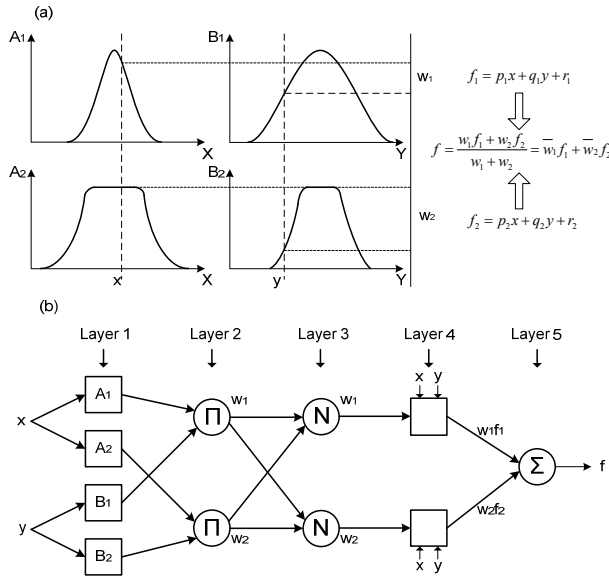 (a)
A1
B1
w1
X
Y
f1 = p1x + q1y + r1
f = (w1f1 + w2f2) / (w1 + w2) = w̅1f1 + w̅2f2
f2 = p2x + q2y + r2
A2
B2
w2
x
X
y
Y
(b)
Layer 1 Layer 2 Layer 3 Layer 4 Layer 5
x y
A1
Π
w1
N
w1
x
A2
w1f1
Σ
f
B1
y
Π
w2
N
w2
w2f2
B2
x y